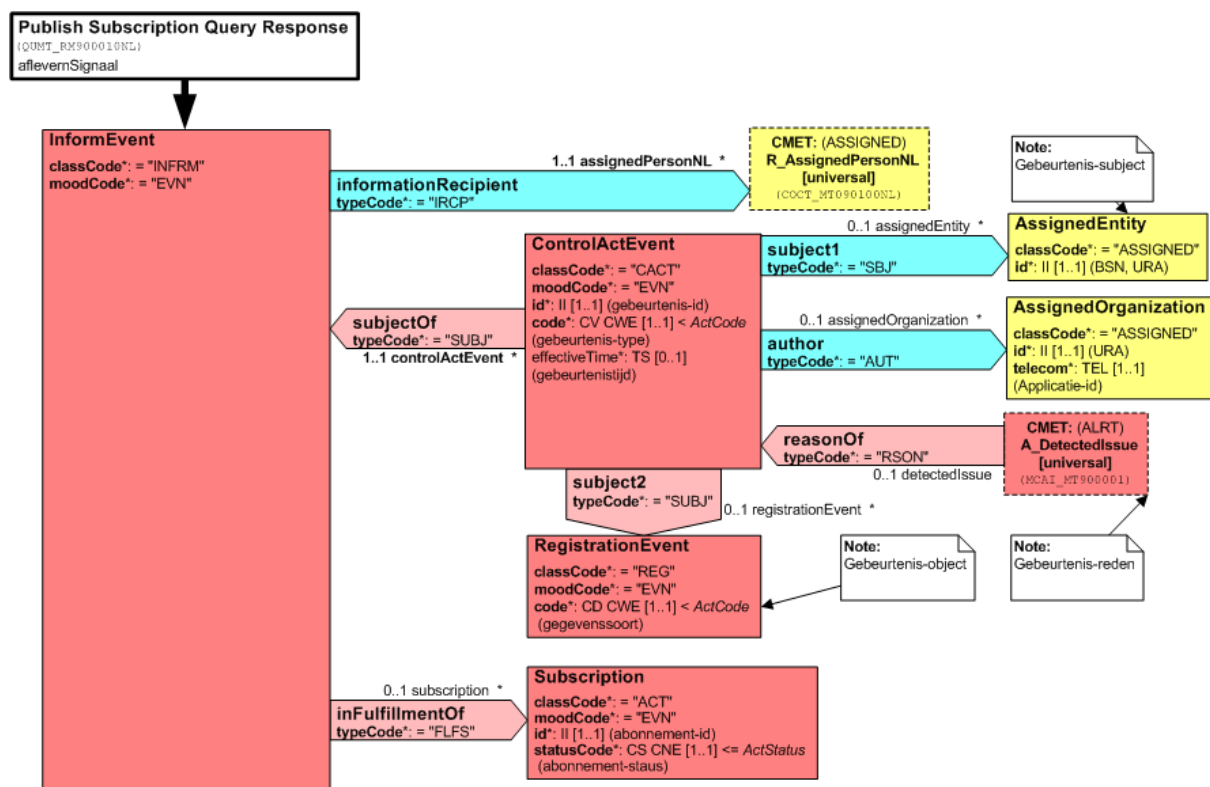 Publish Subscription Query Response
(QUMT_RM900010NL)
aflevernSignaal
InformEvent
classCode*: = "INFRM"
moodCode*: = "EVN"
1..1 assignedPersonNL *
informationRecipient
typeCode*: = "IRCP"
CMET: (ASSIGNED)
R_AssignedPersonNL
[universal]
(COCT_MT090100NL)
Note:
Gebeurtenis-subject
ControlActEvent
classCode*: = "CACT"
moodCode*: = "EVN"
id*: II [1..1] (gebeurtenis-id)
code*: CV CWE [1..1] < ActCode
(gebeurtenis-type)
effectiveTime*: TS [0..1]
(gebeurtenistijd)
0..1 assignedEntity *
subject1
typeCode*: = "SBJ"
AssignedEntity
classCode*: = "ASSIGNED"
id*: II [1..1] (BSN, URA)
subjectOf
typeCode*: = "SUBJ"
1..1 controlActEvent *
0..1 assignedOrganization *
author
typeCode*: = "AUT"
AssignedOrganization
classCode*: = "ASSIGNED"
id*: II [1..1] (URA)
telecom*: TEL [1..1]
(Applicatie-id)
reasonOf
typeCode*: = "RSON"
0..1 detectedIssue
CMET: (ALRT)
A_DetectedIssue
[universal]
(MCAI_MT900001)
subject2
typeCode*: = "SUBJ"
0..1 registrationEvent *
RegistrationEvent
classCode*: = "REG"
moodCode*: = "EVN"
code*: CD CWE [1..1] < ActCode
(gegevenssoort)
Note:
Gebeurtenis-object
Note:
Gebeurtenis-reden
0..1 subscription *
inFulfillmentOf
typeCode*: = "FLFS"
Subscription
classCode*: = "ACT"
moodCode*: = "EVN"
id*: II [1..1] (abonnement-id)
statusCode*: CS CNE [1..1] <= ActStatus
(abonnement-staus)